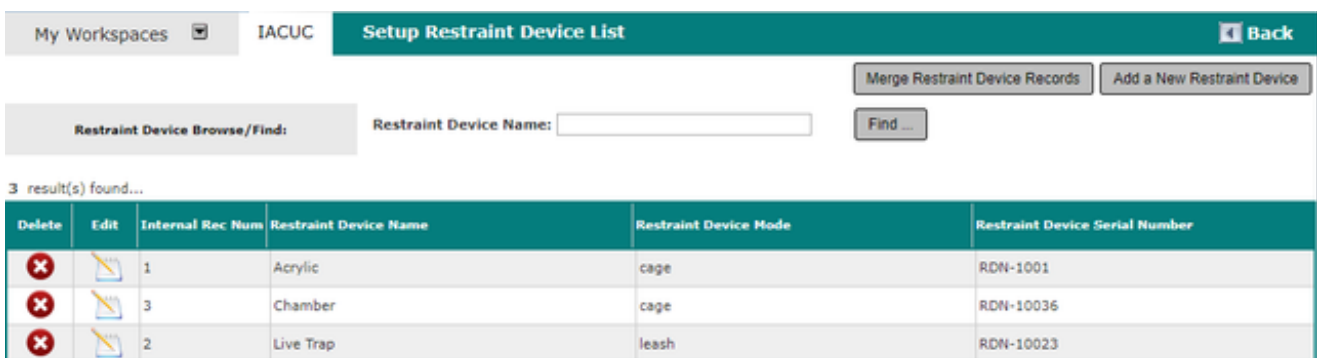 My Workspaces IACUC Setup Restraint Device List Back
Merge Restraint Device Records Add a New Restraint Device
Restraint Device Browse/Find: Restraint Device Name: Find ...
3 result(s) found...
Delete Edit Internal Rec Num Restraint Device Name Restraint Device Mode Restraint Device Serial Number
1 Acrylic cage RDN-1001
3 Chamber cage RDN-10036
2 Live Trap leash RDN-10023